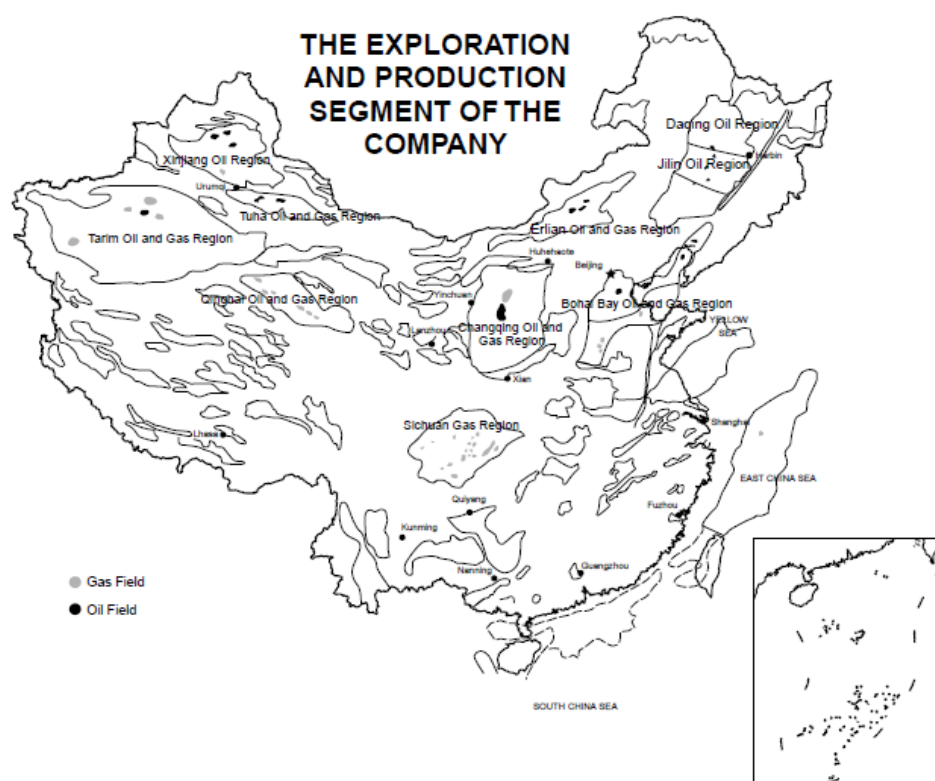 THE EXPLORATION
AND PRODUCTION
SEGMENT OF THE
COMPANY
Daqing Oil Region
Harbin
Jilin Oil Region
Xinjiang Oil Region
Urumqi
Tuha Oil and Gas Region
Erlian Oil and Gas Region
Tarim Oil and Gas Region
Huhehaote
Beijing
Qinghai Oil and Gas Region
Yinchuan
Bohai Bay Oil and Gas Region
YELLOW
SEA
Lanzhou
Changqing Oil and
Gas Region
Xian
Sichuan Gas Region
Shanghai
Lhasa
EAST CHINA SEA
Quiyang
Fuzhou
Kunming
Nanning
Guangzhou
Gas Field
Oil Field
SOUTH CHINA SEA